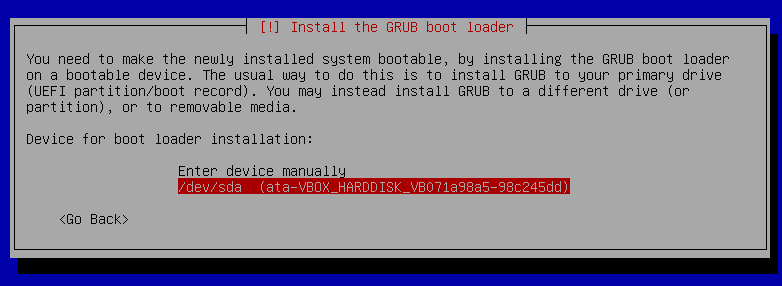 [!] Install the GRUB boot loader
You need to make the newly installed system bootable, by installing the GRUB boot loader
on a bootable device. The usual way to do this is to install GRUB to your primary drive
(UEFI partition/boot record). You may instead install GRUB to a different drive (or
partition), or to removable media.
Device for boot loader installation:
Enter device manually
/dev/sda  (ata-VBOX_HARDDISK_VB071a98a5-98c245dd)
<Go Back>